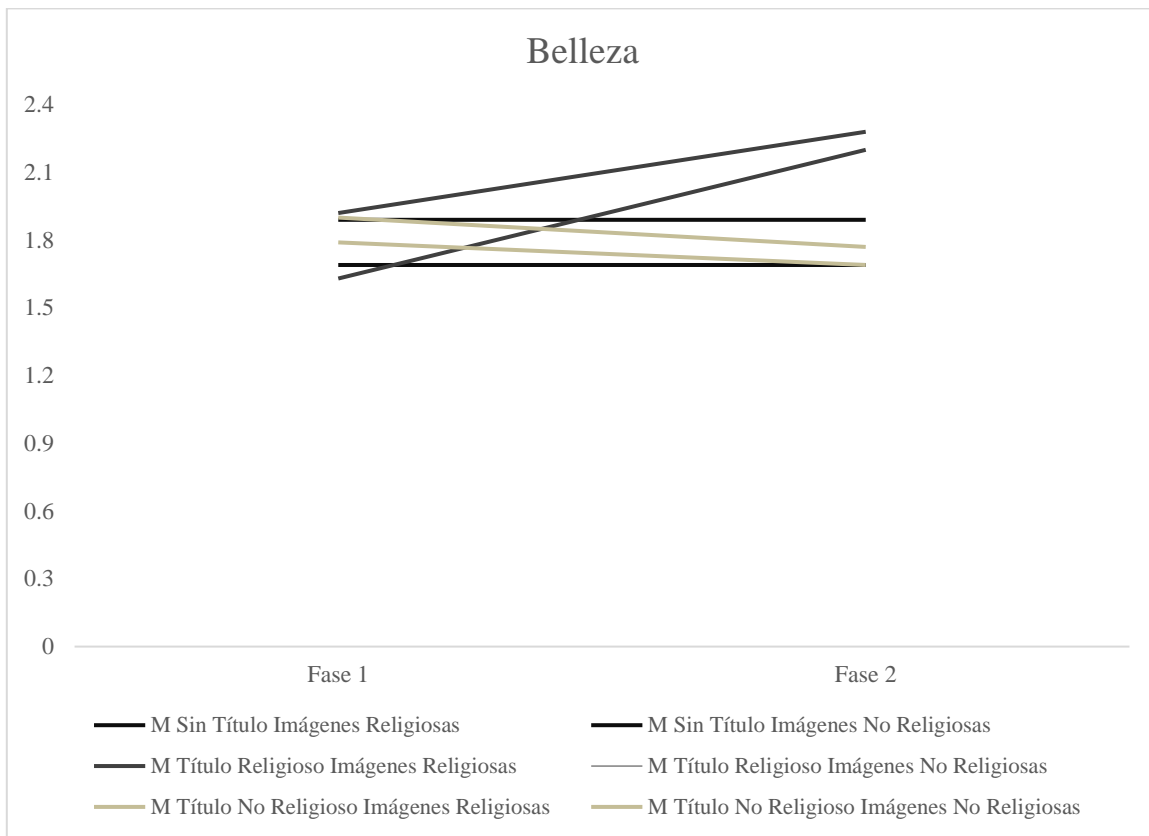 Belleza
2.4
2.1
1.8
1.5
1.2
0.9
0.6
0.3
0
Fase 1 Fase 2
M Sin Título Imágenes Religiosas M Sin Título Imágenes No Religiosas
M Título Religioso Imágenes Religiosas M Título Religioso Imágenes No Religiosas
M Título No Religioso Imágenes Religiosas M Título No Religioso Imágenes No Religiosas